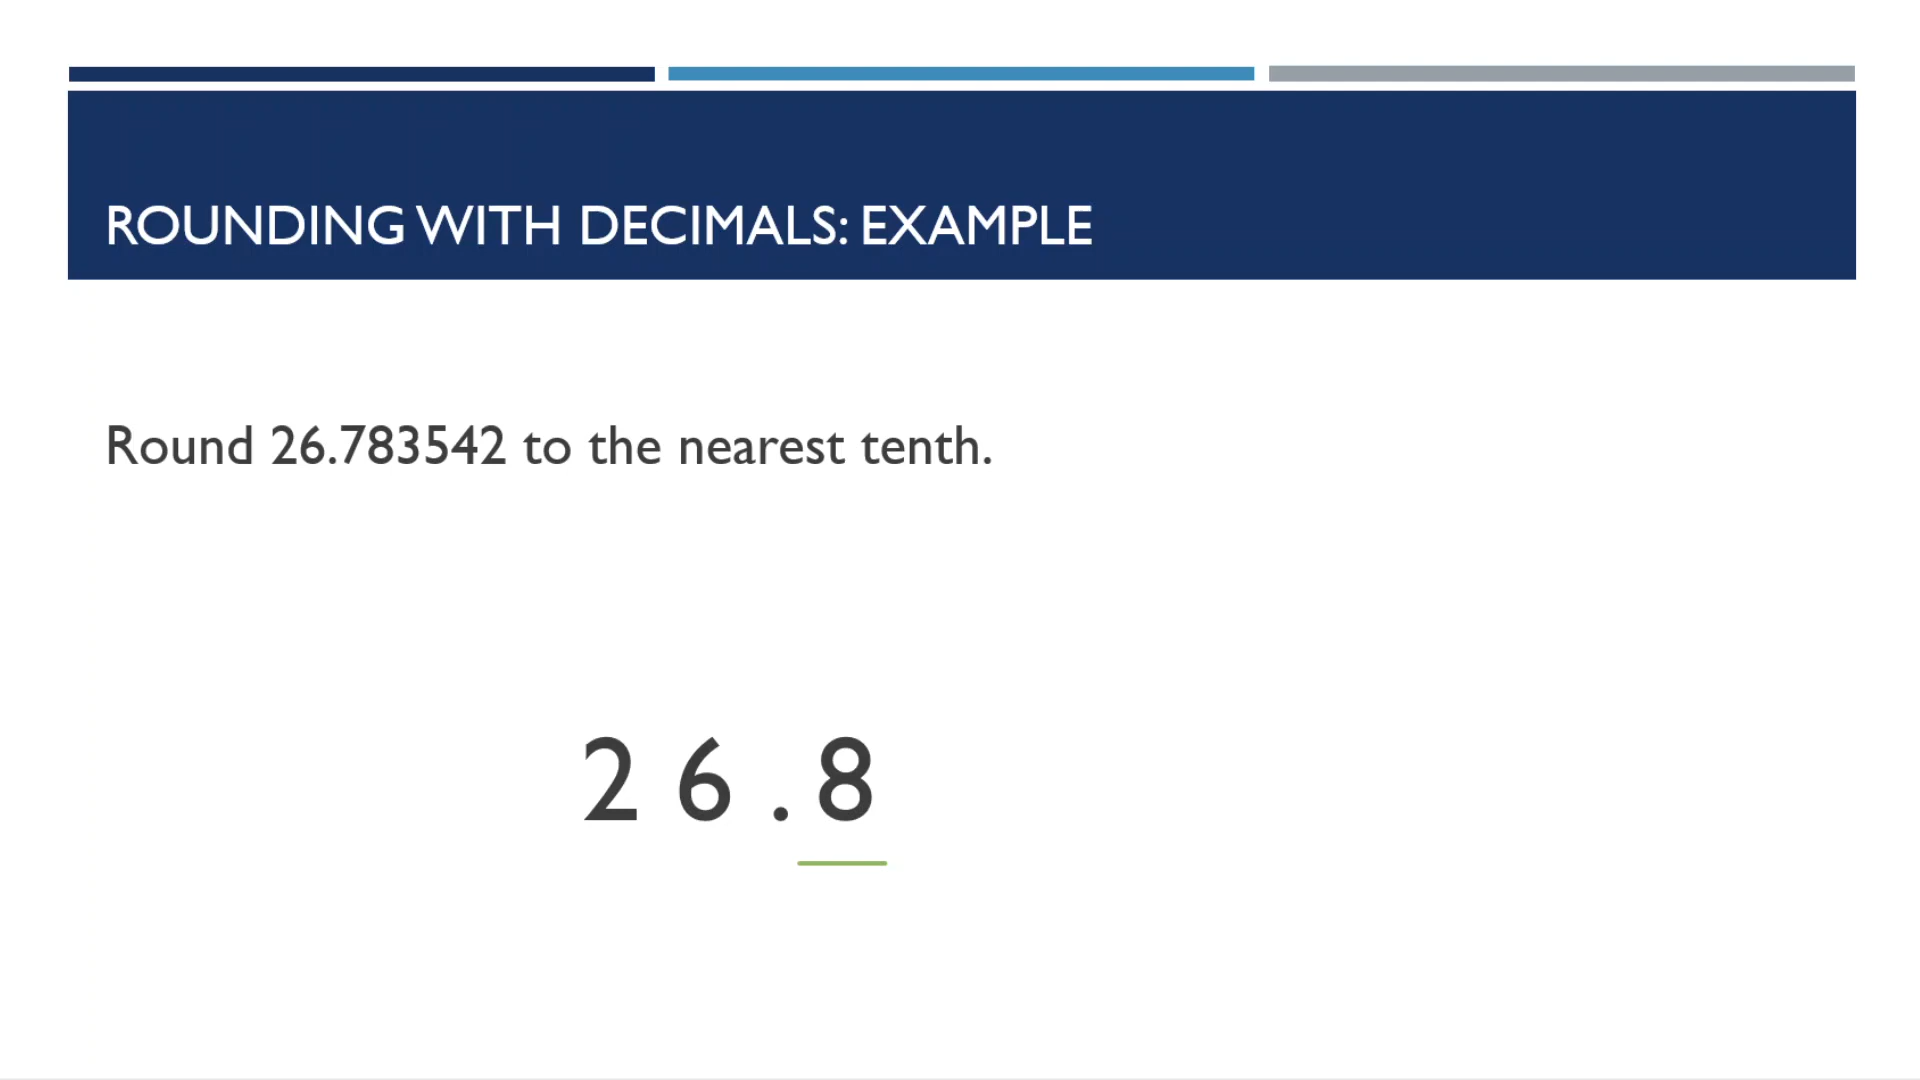 ROUNDING WITH DECIMALS: EXAMPLE
Round 26.783542 to the nearest tenth.
2 6 . 8